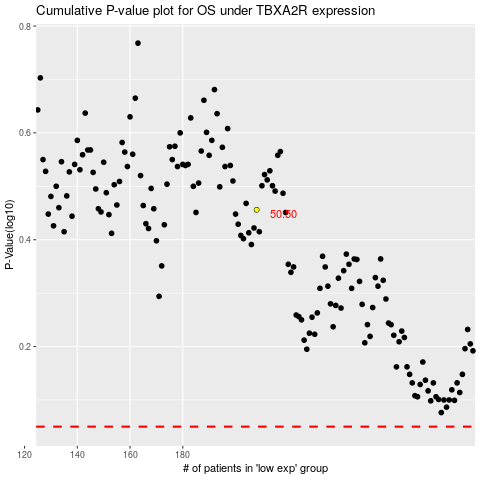 Cumulative P-value plot for OS under TBXA2R expression
P-Value(log10)
0.8
0.6
0.4
0.2
50:50
120 140 160 180
# of patients in 'low exp' group